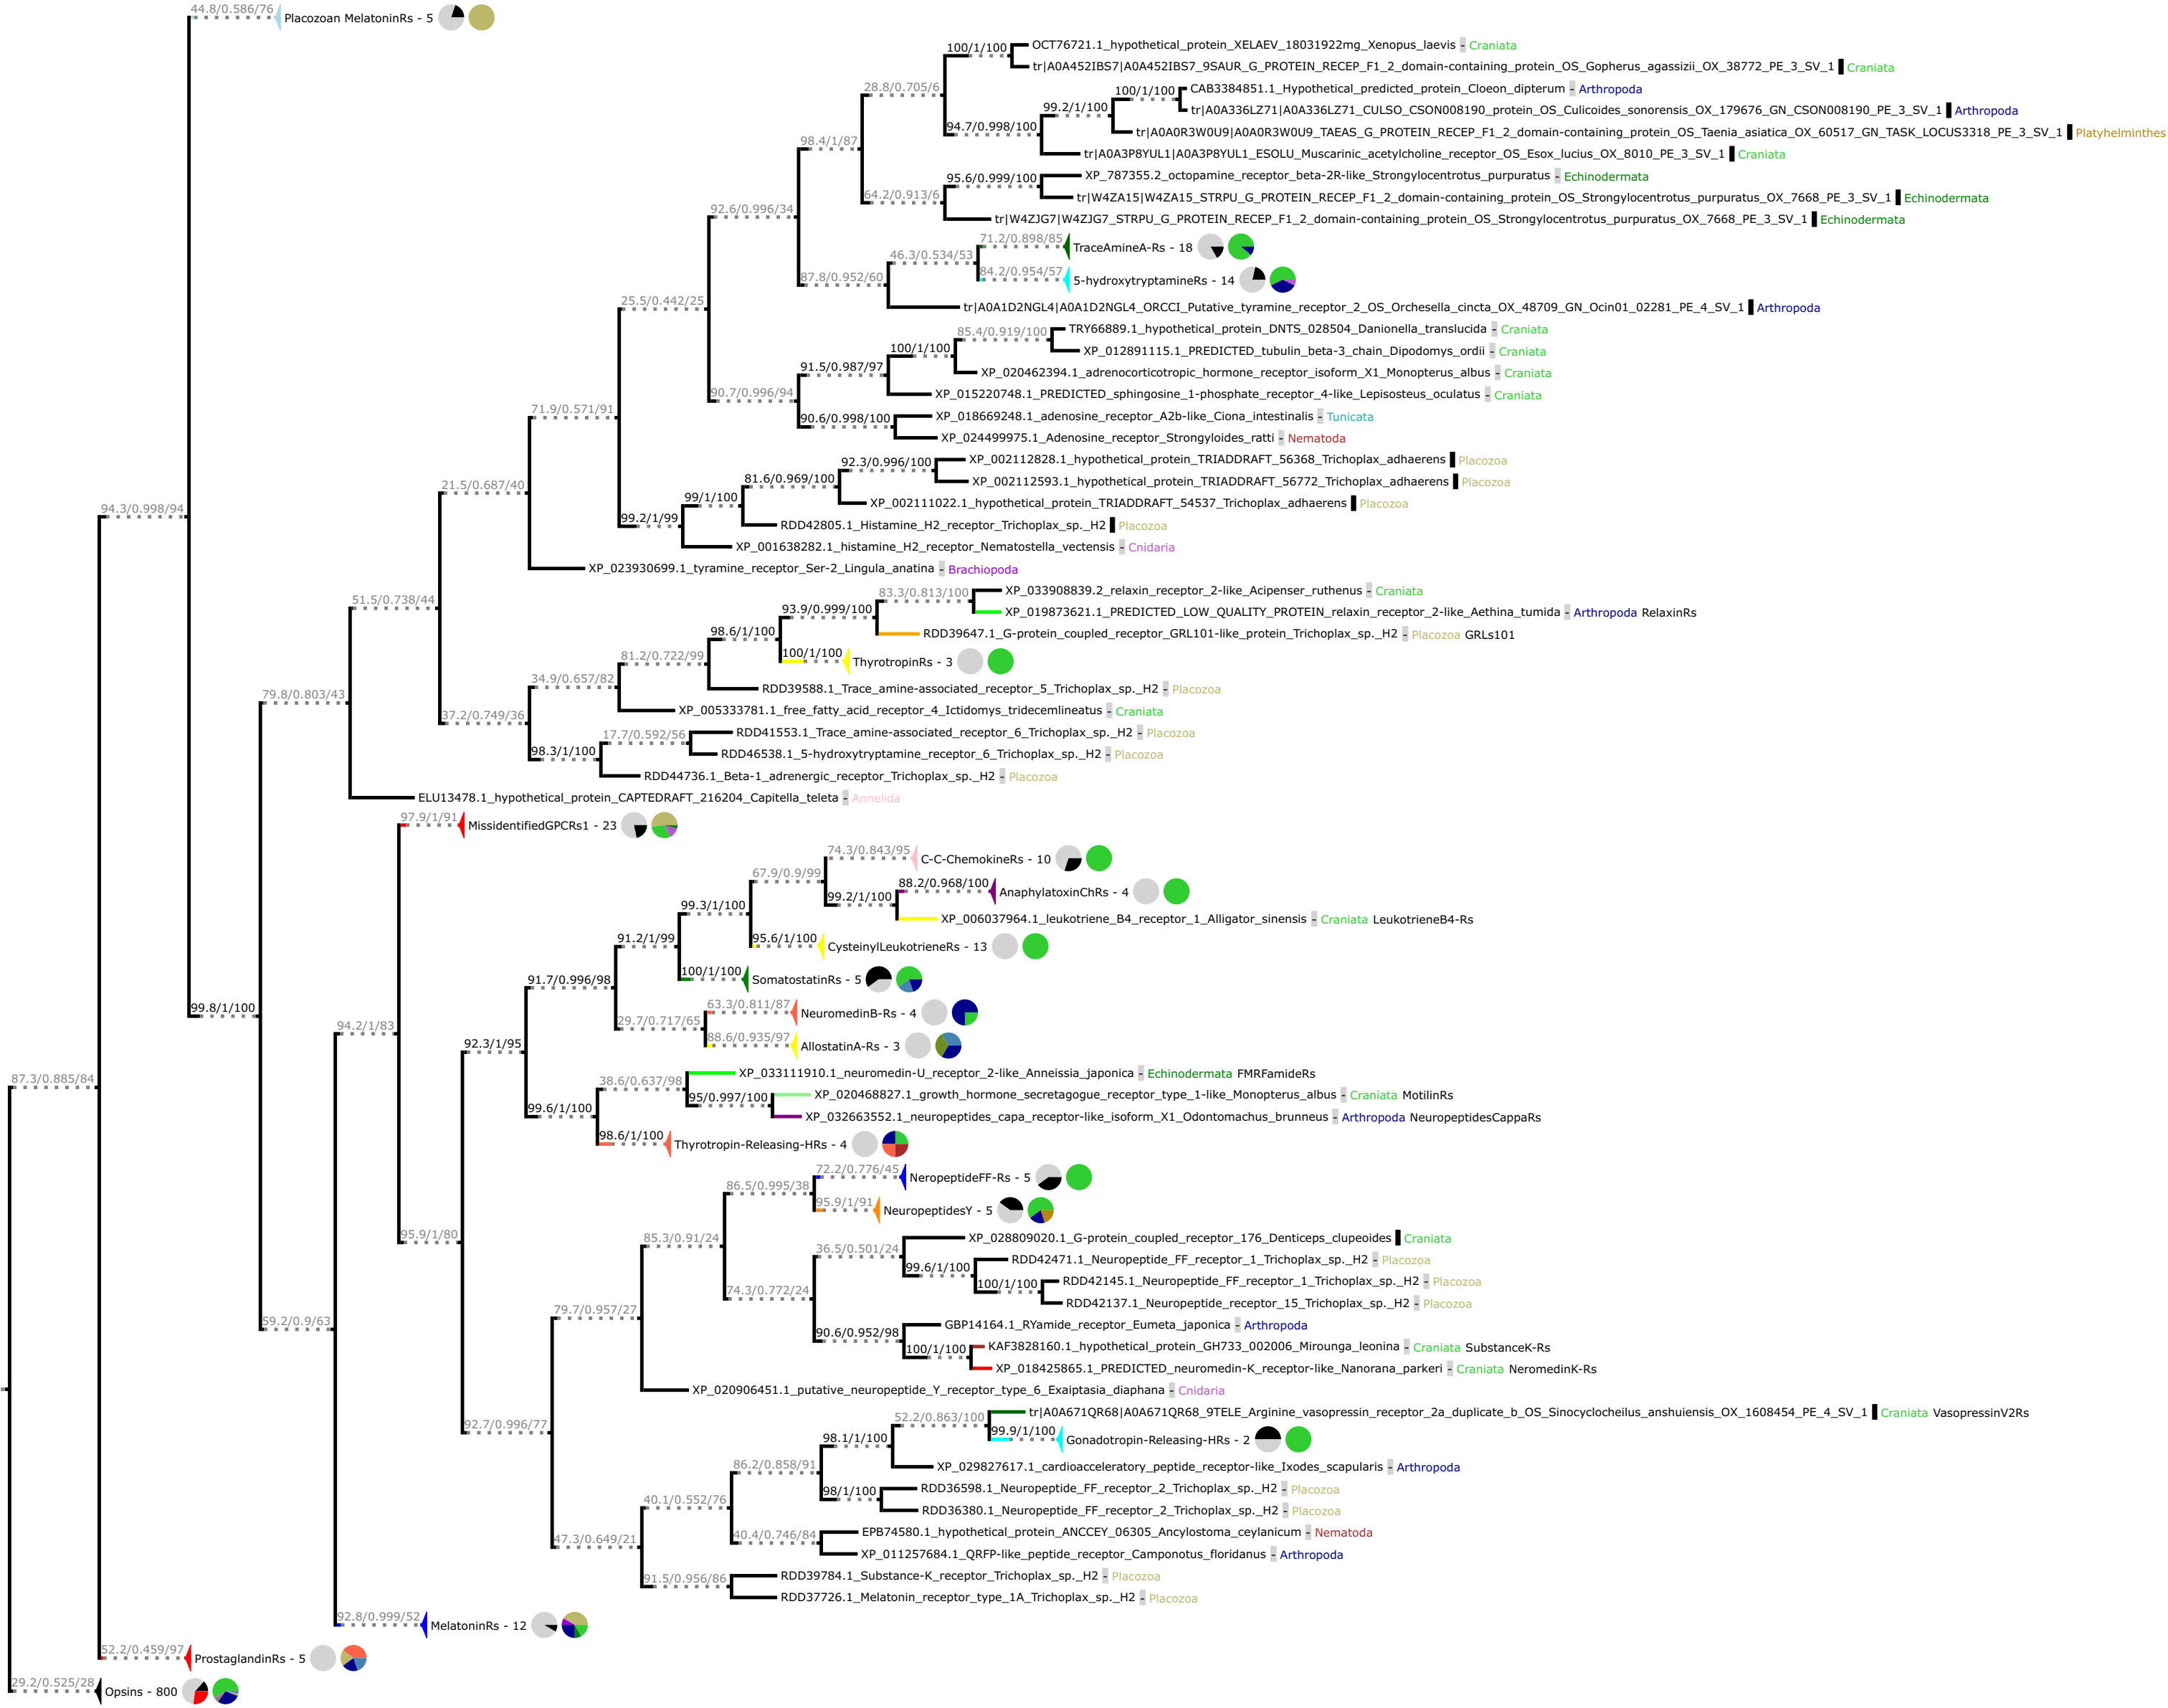 44.8/0.586/76 Placozoan MelatoninRs - 5
100/1/100 OCT76721.1_hypothetical_protein_XELAEV_18031922mg_Xenopus_laevis - Craniata
tr|A0A452IBS7|A0A452IBS7_9SAUR_G_PROTEIN_RECEP_F1_2_domain-containing_protein_OS_Gopherus_agassizii_OX_38772_PE_3_SV_1 Craniata
28.8/0.705/6
100/1/100 CAB3384851.1_Hypothetical_predicted_protein_Cloeon_dipterum - Arthropoda
99.2/1/100 tr|A0A336LZ71|A0A336LZ71_CULSO_CSON008190_protein_OS_Culicoides_sonorensis_OX_179676_GN_CSON008190_PE_3_SV_1 Arthropoda
94.7/0.998/100 tr|A0A0R3W0U9|A0A0R3W0U9_TAEAS_G_PROTEIN_RECEP_F1_2_domain-containing_protein_OS_Taenia_asiatica_OX_60517_GN_TASK_LOCUS3318_PE_3_SV_1 Platyhelminthes
98.4/1/87 tr|A0A3P8YUL1|A0A3P8YUL1_ESOLU_Muscarinic_acetylcholine_receptor_OS_Esox_lucius_OX_8010_PE_3_SV_1 Craniata
95.6/0.999/100 XP_787355.2_octopamine_receptor_beta-2R-like_Strongylocentrotus_purpuratus - Echinodermata
64.2/0.913/6 tr|W4ZA15|W4ZA15_STRPU_G_PROTEIN_RECEP_F1_2_domain-containing_protein_OS_Strongylocentrotus_purpuratus_OX_7668_PE_3_SV_1 Echinodermata
92.6/0.996/34 tr|W4ZJG7|W4ZJG7_STRPU_G_PROTEIN_RECEP_F1_2_domain-containing_protein_OS_Strongylocentrotus_purpuratus_OX_7668_PE_3_SV_1 Echinodermata
71.2/0.898/85 TraceAmineA-Rs - 18
46.3/0.534/53
87.8/0.952/60 84.2/0.954/57 5-hydroxytryptamineRs - 14
25.5/0.442/25 tr|A0A1D2NGL4|A0A1D2NGL4_ORCCI_Putative_tyramine_receptor_2_OS_Orchesella_cincta_OX_48709_GN_Ocin01_02281_PE_4_SV_1 Arthropoda
85.4/0.919/100 TRY66889.1_hypothetical_protein_DNTS_028504_Danionella_translucida - Craniata
100/1/100 XP_012891115.1_PREDICTED_tubulin_beta-3_chain_Dipodomys_ordii - Craniata
91.5/0.987/97 XP_020462394.1_adrenocorticotropic_hormone_receptor_isoform_X1_Monopterus_albus - Craniata
90.7/0.996/94 XP_015220748.1_PREDICTED_sphingosine_1-phosphate_receptor_4-like_Lepisosteus_oculatus - Craniata
71.9/0.571/91 90.6/0.998/100 XP_018669248.1_adenosine_receptor_A2b-like_Ciona_intestinalis - Tunicata
XP_024499975.1_Adenosine_receptor_Strongyloides_ratti - Nematoda
92.3/0.996/100 XP_002112828.1_hypothetical_protein_TRIADDRAFT_56368_Trichoplax_adhaerens Placozoa
81.6/0.969/100 XP_002112593.1_hypothetical_protein_TRIADDRAFT_56772_Trichoplax_adhaerens Placozoa
21.5/0.687/40 99/1/100 XP_002111022.1_hypothetical_protein_TRIADDRAFT_54537_Trichoplax_adhaerens Placozoa
94.3/0.998/94 99.2/1/99 RDD42805.1_Histamine_H2_receptor_Trichoplax_sp._H2 Placozoa
XP_001638282.1_histamine_H2_receptor_Nematostella_vectensis - Cnidaria
XP_023930699.1_tyramine_receptor_Ser-2_Lingula_anatina - Brachiopoda
51.5/0.738/44 83.3/0.813/100 XP_033908839.2_relaxin_receptor_2-like_Acipenser_ruthenus - Craniata
93.9/0.999/100 XP_019873621.1_PREDICTED_LOW_QUALITY_PROTEIN_relaxin_receptor_2-like_Aethina_tumida - Arthropoda RelaxinRs
98.6/1/100 RDD39647.1_G-protein_coupled_receptor_GRL101-like_protein_Trichoplax_sp._H2 - Placozoa GRLs101
81.2/0.722/99 100/1/100 ThyrotropinRs - 3
34.9/0.657/82 RDD39588.1_Trace_amine-associated_receptor_5_Trichoplax_sp._H2 - Placozoa
79.8/0.803/43 37.2/0.749/36 XP_005333781.1_free_fatty_acid_receptor_4_Ictidomys_tridecemlineatus - Craniata
17.7/0.592/56 RDD41553.1_Trace_amine-associated_receptor_6_Trichoplax_sp._H2 - Placozoa
98.3/1/100 RDD46538.1_5-hydroxytryptamine_receptor_6_Trichoplax_sp._H2 - Placozoa
RDD44736.1_Beta-1_adrenergic_receptor_Trichoplax_sp._H2 - Placozoa
ELU13478.1_hypothetical_protein_CAPTEDRAFT_216204_Capitella_teleta - Annelida
97.9/1/91 MissidentifiedGPCRs1 - 23
74.3/0.843/95 C-C-ChemokineRs - 10
67.9/0.9/99 88.2/0.968/100 AnaphylatoxinChRs - 4
99.3/1/100 99.2/1/100 XP_006037964.1_leukotriene_B4_receptor_1_Alligator_sinensis - Craniata LeukotrieneB4-Rs
91.2/1/99 95.6/1/100 CysteinylLeukotrieneRs - 13
91.7/0.996/98 100/1/100 SomatostatinRs - 5
99.8/1/100 63.3/0.811/87 NeuromedinB-Rs - 4
94.2/1/83 29.7/0.717/65
92.3/1/95 88.6/0.935/97 AllostatinA-Rs - 3
87.3/0.885/84 38.6/0.637/98 XP_033111910.1_neuromedin-U_receptor_2-like_Anneissia_japonica - Echinodermata FMRFamideRs
95/0.997/100 XP_020468827.1_growth_hormone_secretagogue_receptor_type_1-like_Monopterus_albus - Craniata MotilinRs
99.6/1/100 XP_032663552.1_neuropeptides_capa_receptor-like_isoform_X1_Odontomachus_brunneus - Arthropoda NeuropeptidesCappaRs
98.6/1/100 Thyrotropin-Releasing-HRs - 4
72.2/0.776/45 NeropeptideFF-Rs - 5
86.5/0.995/38 95.9/1/91 NeuropeptidesY - 5
95.9/1/80 85.3/0.91/24 XP_028809020.1_G-protein_coupled_receptor_176_Denticeps_clupeoides Craniata
36.5/0.501/24 RDD42471.1_Neuropeptide_FF_receptor_1_Trichoplax_sp._H2 - Placozoa
99.6/1/100 RDD42145.1_Neuropeptide_FF_receptor_1_Trichoplax_sp._H2 - Placozoa
74.3/0.772/24 100/1/100 RDD42137.1_Neuropeptide_receptor_15_Trichoplax_sp._H2 - Placozoa
59.2/0.9/63 79.7/0.957/27 GBP14164.1_RYamide_receptor_Eumeta_japonica - Arthropoda
90.6/0.952/98 KAF3828160.1_hypothetical_protein_GH733_002006_Mirounga_leonina - Craniata SubstanceK-Rs
100/1/100 XP_018425865.1_PREDICTED_neuromedin-K_receptor-like_Nanorana_parkeri - Craniata NeromedinK-Rs
XP_020906451.1_putative_neuropeptide_Y_receptor_type_6_Exaiptasia_diaphana - Cnidaria
92.7/0.996/77 52.2/0.863/100 tr|A0A671QR68|A0A671QR68_9TELE_Arginine_vasopressin_receptor_2a_duplicate_b_OS_Sinocyclocheilus_anshuiensis_OX_1608454_PE_4_SV_1 Craniata VasopressinV2Rs
98.1/1/100 99.9/1/100 Gonadotropin-Releasing-HRs - 2
86.2/0.858/91 XP_029827617.1_cardioacceleratory_peptide_receptor-like_Ixodes_scapularis - Arthropoda
98/1/100 RDD36598.1_Neuropeptide_FF_receptor_2_Trichoplax_sp._H2 - Placozoa
40.1/0.552/76 RDD36380.1_Neuropeptide_FF_receptor_2_Trichoplax_sp._H2 - Placozoa
40.4/0.746/84 EPB74580.1_hypothetical_protein_ANCCEY_06305_Ancylostoma_ceylanicum - Nematoda
47.3/0.649/21 XP_011257684.1_QRFP-like_peptide_receptor_Camponotus_floridanus - Arthropoda
91.5/0.956/86 RDD39784.1_Substance-K_receptor_Trichoplax_sp._H2 - Placozoa
RDD37726.1_Melatonin_receptor_type_1A_Trichoplax_sp._H2 - Placozoa
92.8/0.999/52 MelatoninRs - 12
52.2/0.459/97 ProstaglandinRs - 5
29.2/0.525/28 Opsins - 800